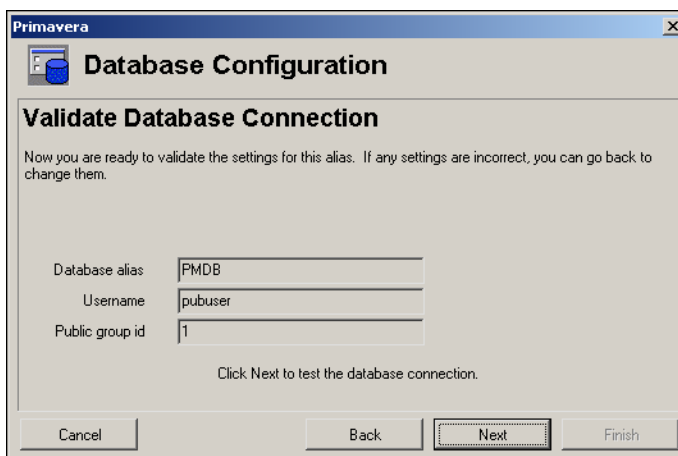 Primavera
Database Configuration
Validate Database Connection
Now you are ready to validate the settings for this alias.  If any settings are incorrect, you can go back to
change them.
Database alias PMDB
Username pubuser
Public group id 1
Click Next to test the database connection.
Cancel Back Next Finish